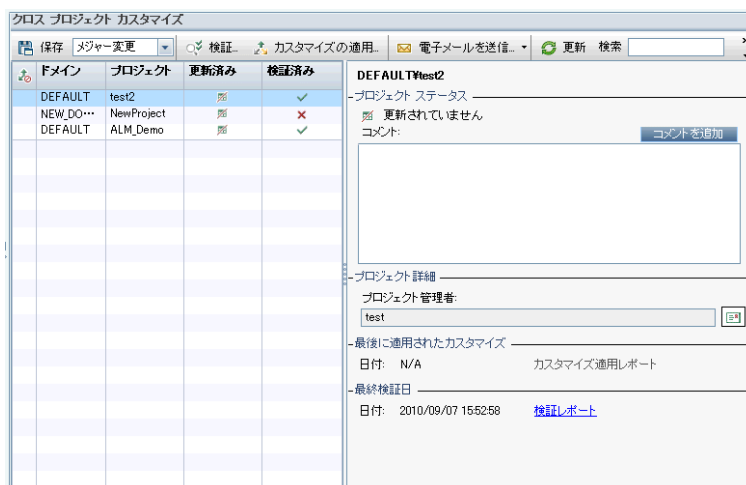 クロス プロジェクト カスタマイズ
保存 メジャー変更 検証... カスタマイズの適用... 電子メールを送信... 更新 検索
ドメイン プロジェクト 更新済み 検証済み
DEFAULT test2
NEW_DO… NewProject
DEFAULT ALM_Demo
DEFAULT¥test2
プロジェクト ステータス
更新されていません
コメント: コメントを追加
プロジェクト詳細
プロジェクト管理者:
test
最後に適用されたカスタマイズ
日付: N/A カスタマイズ適用レポート
最終検証日
日付: 2010/09/07 15:52:58 検証レポート